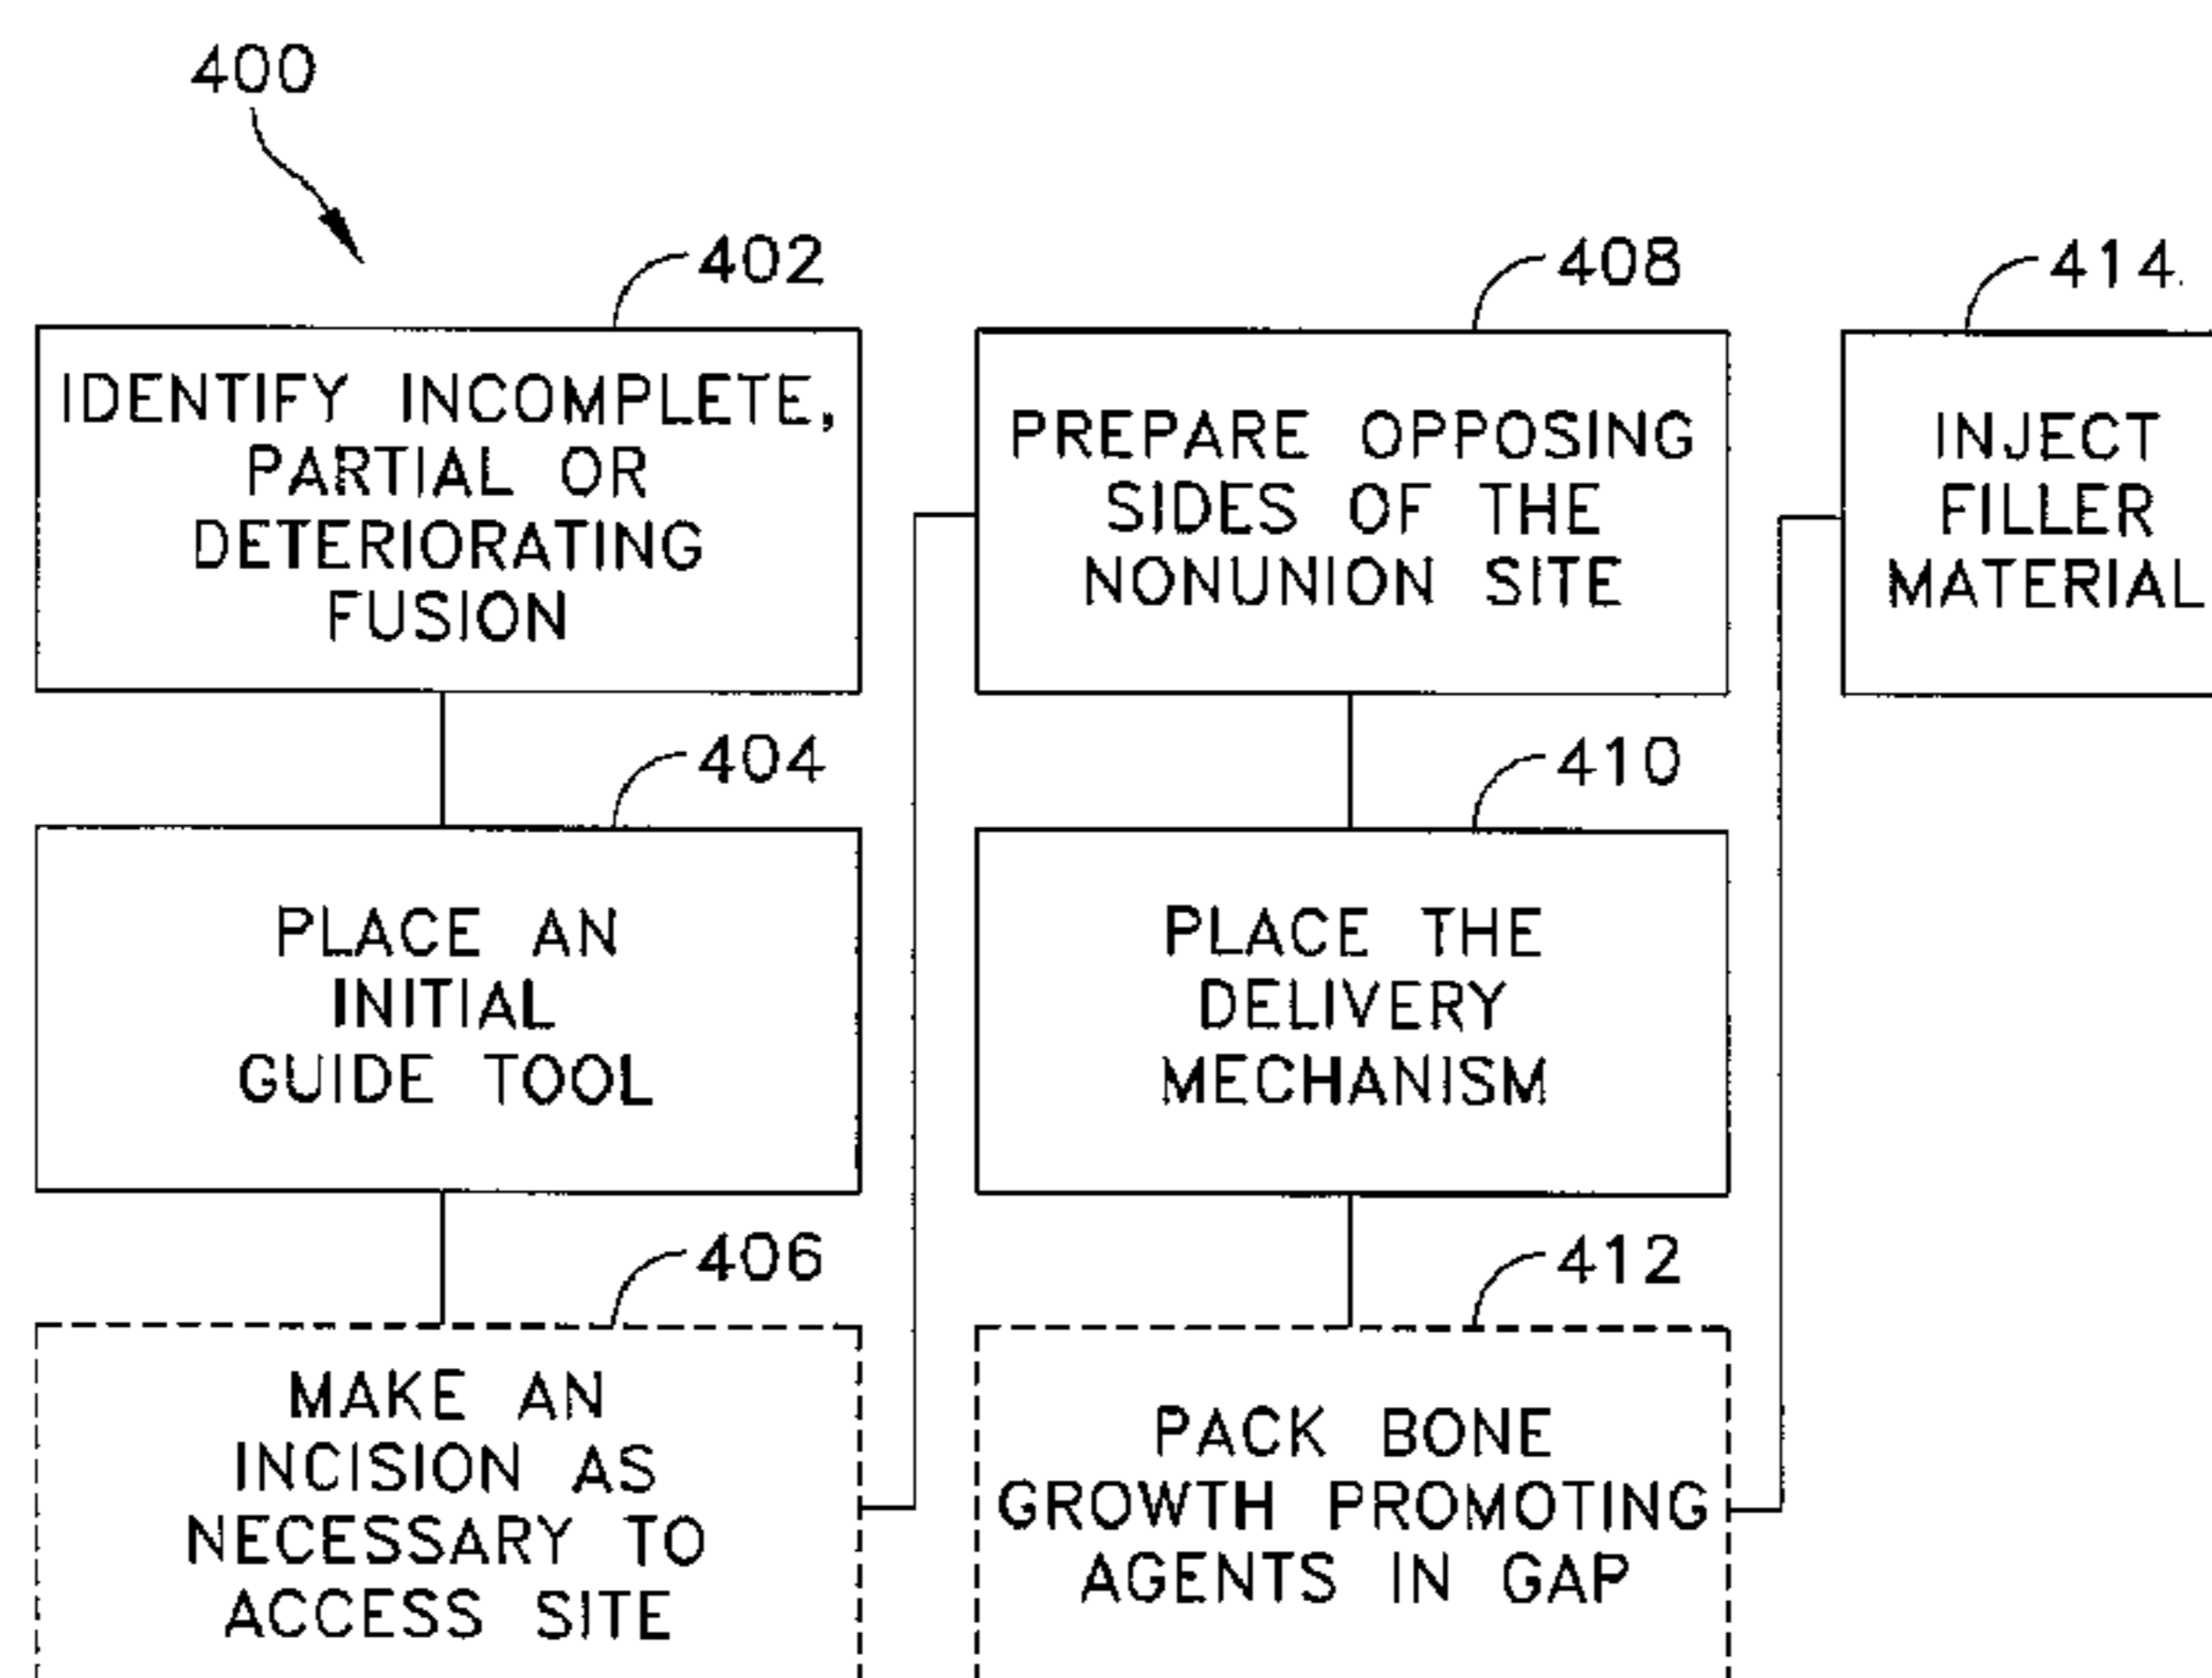 400
402
IDENTIFY INCOMPLETE,
PARTIAL OR
DETERIORATING
FUSION
404
PLACE AN
INITIAL
GUIDE TOOL
406
MAKE AN
INCISION AS
NECESSARY TO
ACCESS SITE
408
PREPARE OPPOSING
SIDES OF THE
NONUNION SITE
410
PLACE THE
DELIVERY
MECHANISM
412
PACK BONE
GROWTH PROMOTING
AGENTS IN GAP
414
INJECT
FILLER
MATERIAL